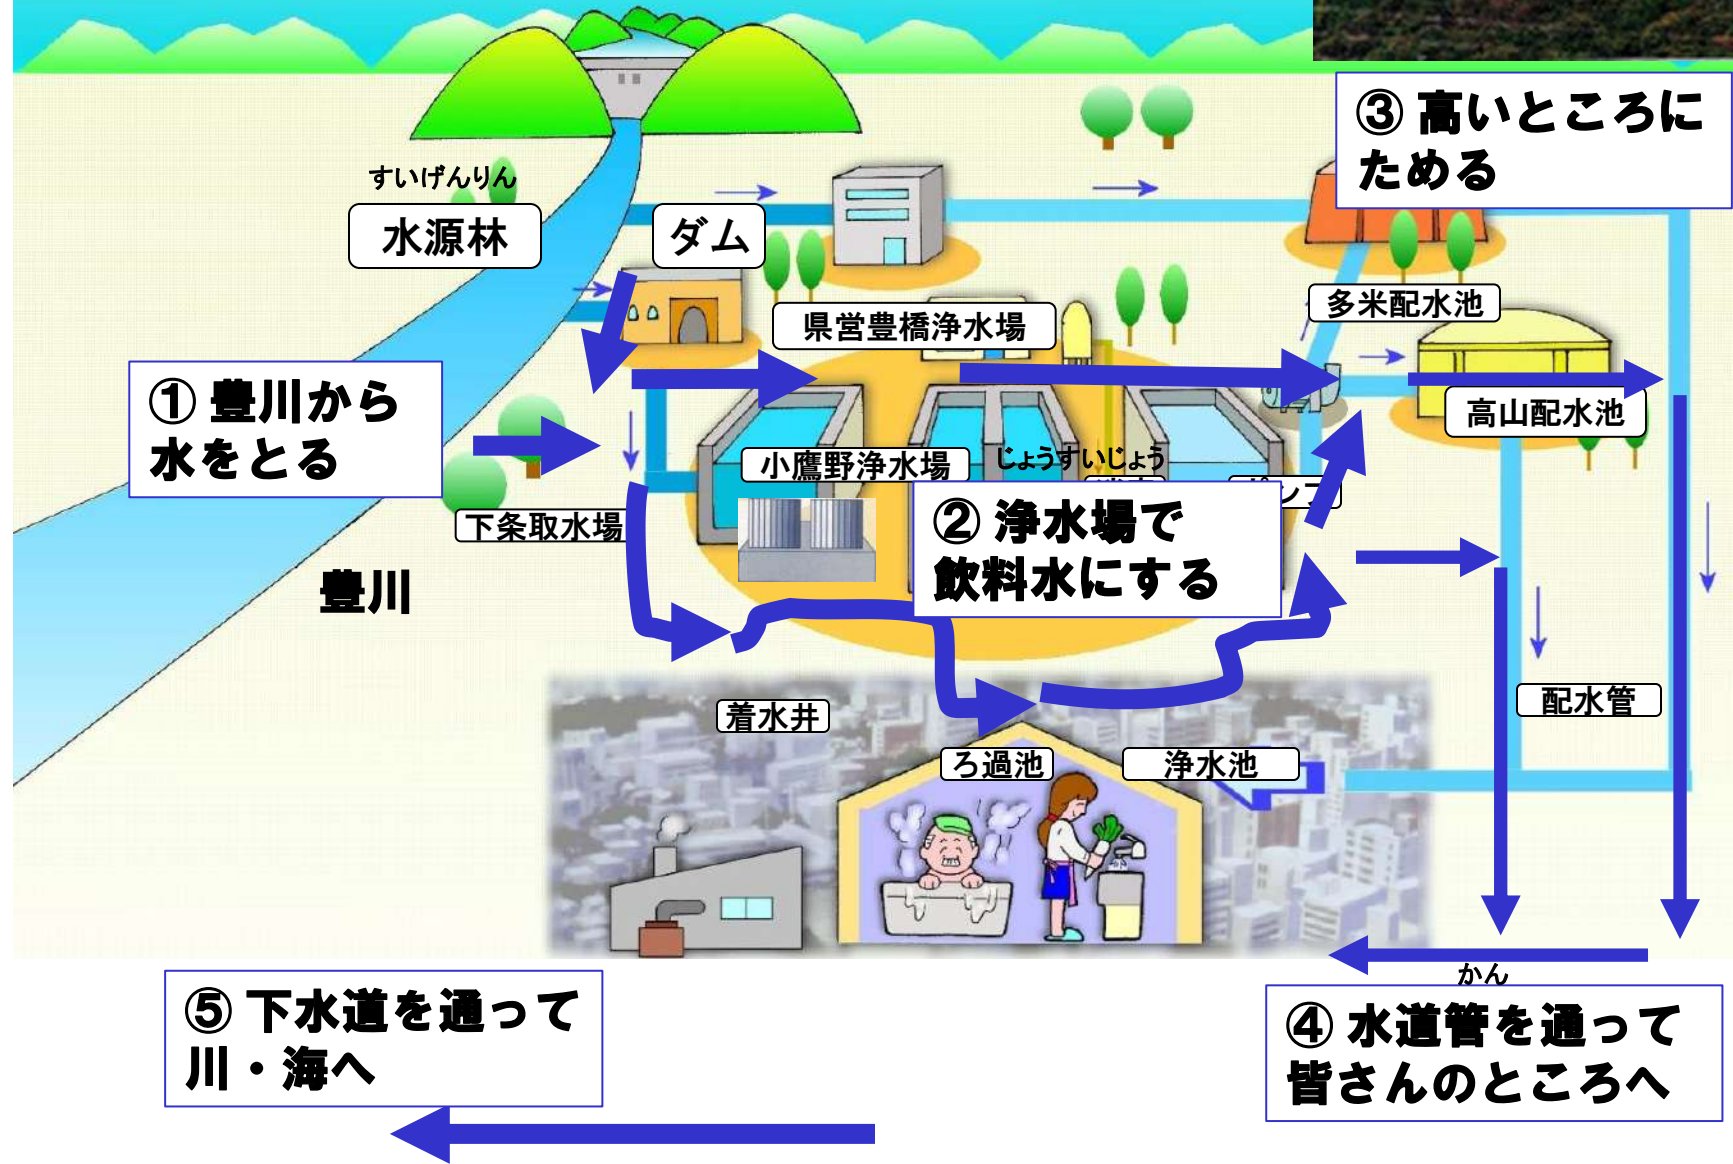 ③ 高いところに
ためる
すいげんりん
水源林
ダム
多米配水池
県営豊橋浄水場
① 豊川から
水をとる
高山配水池
小鷹野浄水場
じょうすいじょう
下条取水場
② 浄水場で
飲料水にする
豊川
配水管
着水井
ろ過池
浄水池
かん
⑤ 下水道を通って
川・海へ
④ 水道管を通って
皆さんのところへ